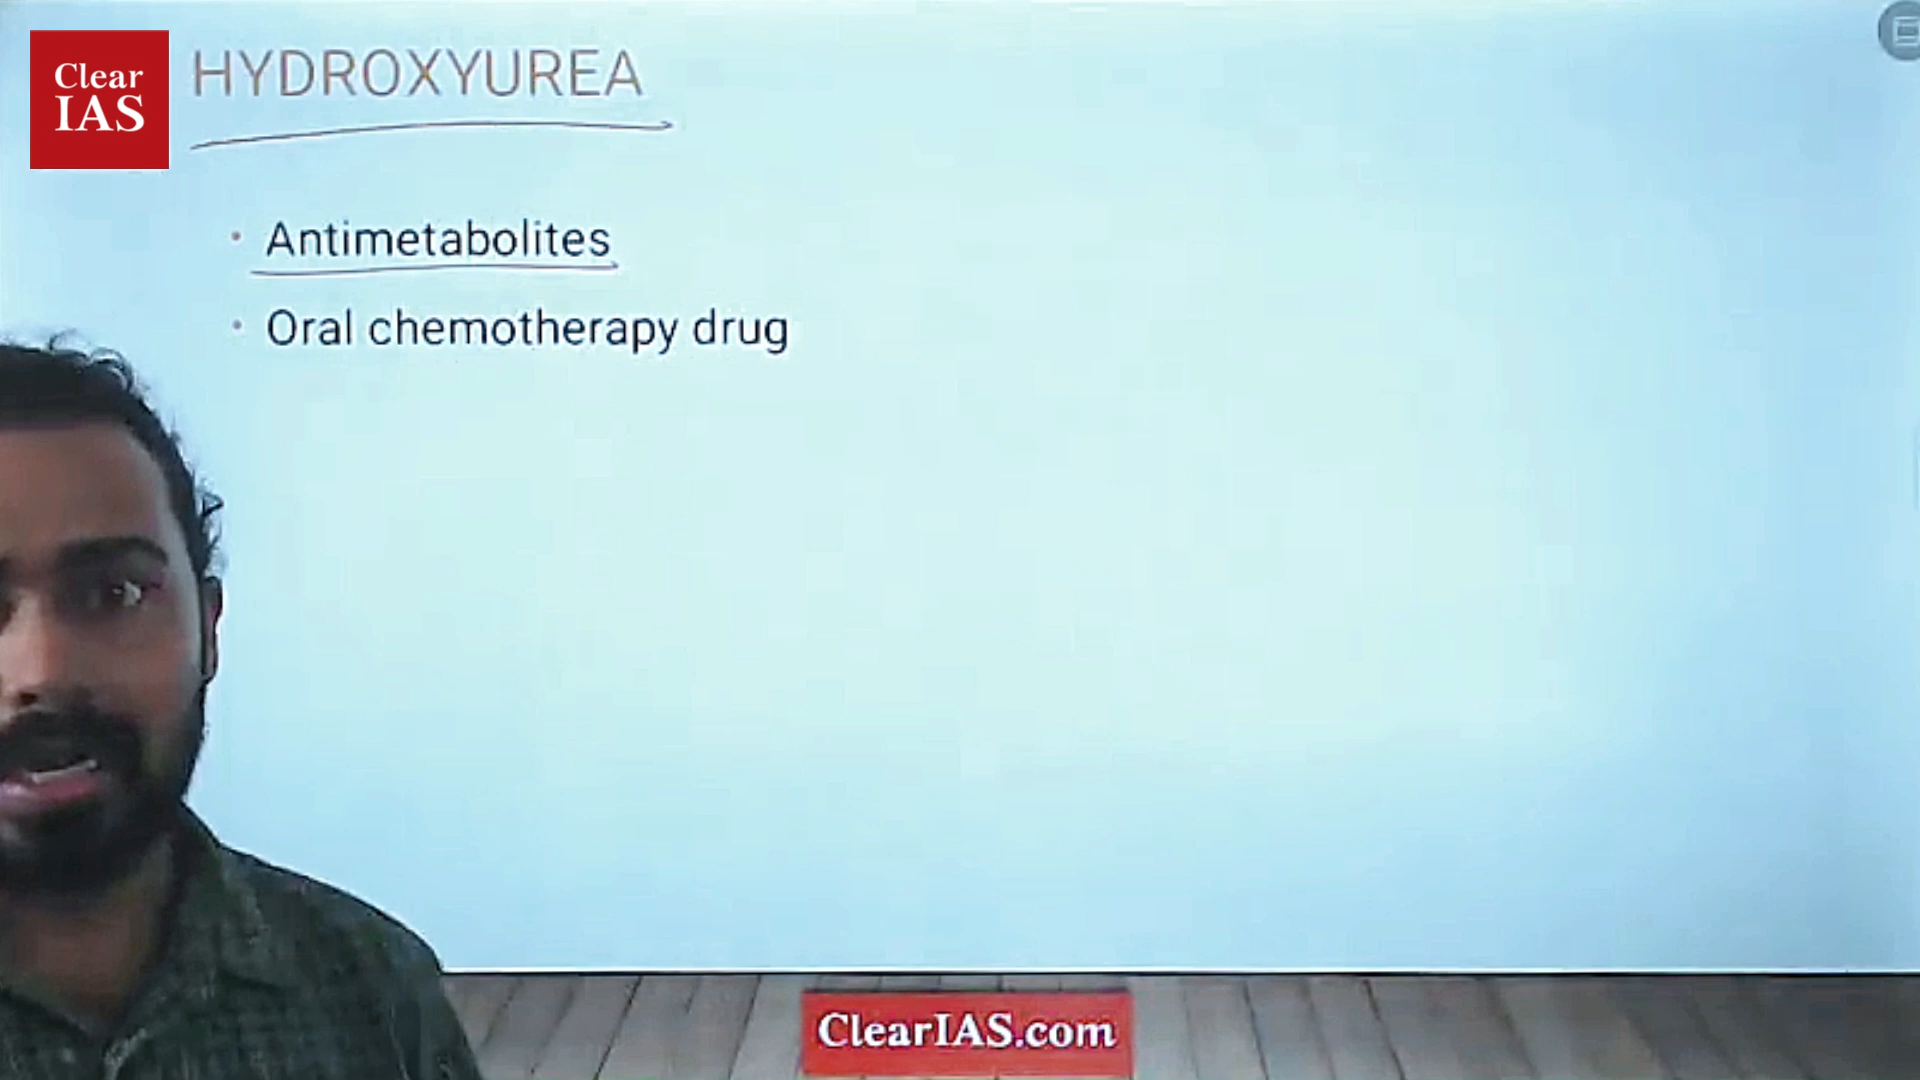 Clear
IAS
HYDROXYUREA
• Antimetabolites
• Oral chemotherapy drug
ClearIAS.com